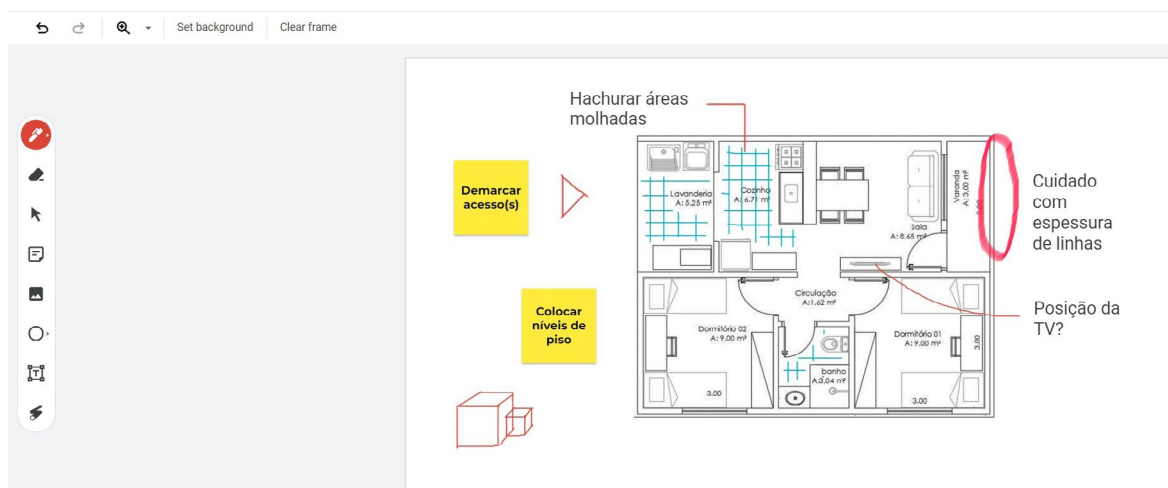 Set background
Clear frame
Hachurar áreas
molhadas
Demarcar
acesso(s)
Colocar
níveis de
piso
Lavanderia
A: 5.25 m²
Cozinha
A: 6,71 m²
Sala
A: 8.65 m²
Varanda
A: 3,00 m²
2.00
Circulação
A:1.62 m²
Dormitório 02
A: 9.00 m²
3.00
banho
A:3,04 m²
Dormitório 01
A: 9,00 m²
3.00
3.00
Cuidado
com
espessura
de linhas
Posição da
TV?